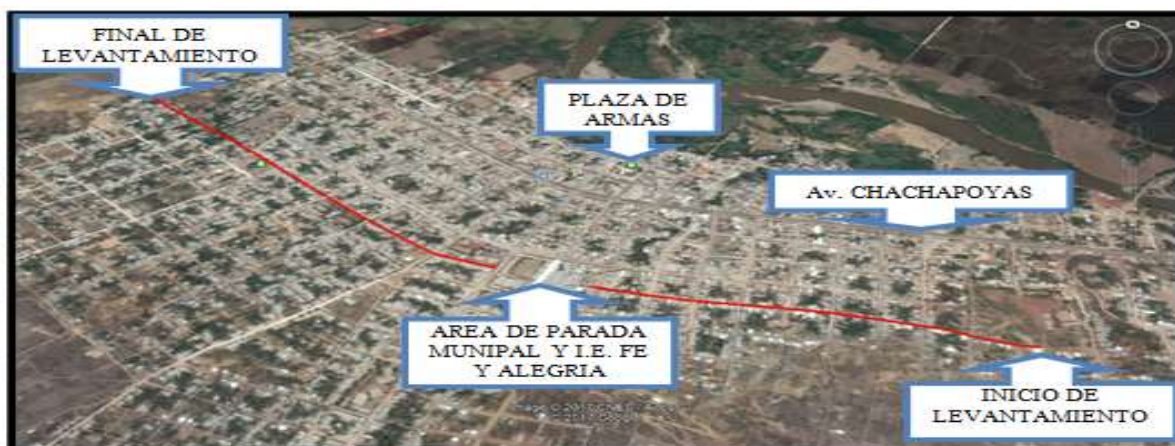 FINAL DE
LEVANTAMIENTO
PLAZA DE
ARMAS
Av. CHACHAPOYAS
AREA DE PARADA
MUNIPAL Y I.E. FE
Y ALEGRIA
INICIO DE
LEVANTAMIENTO